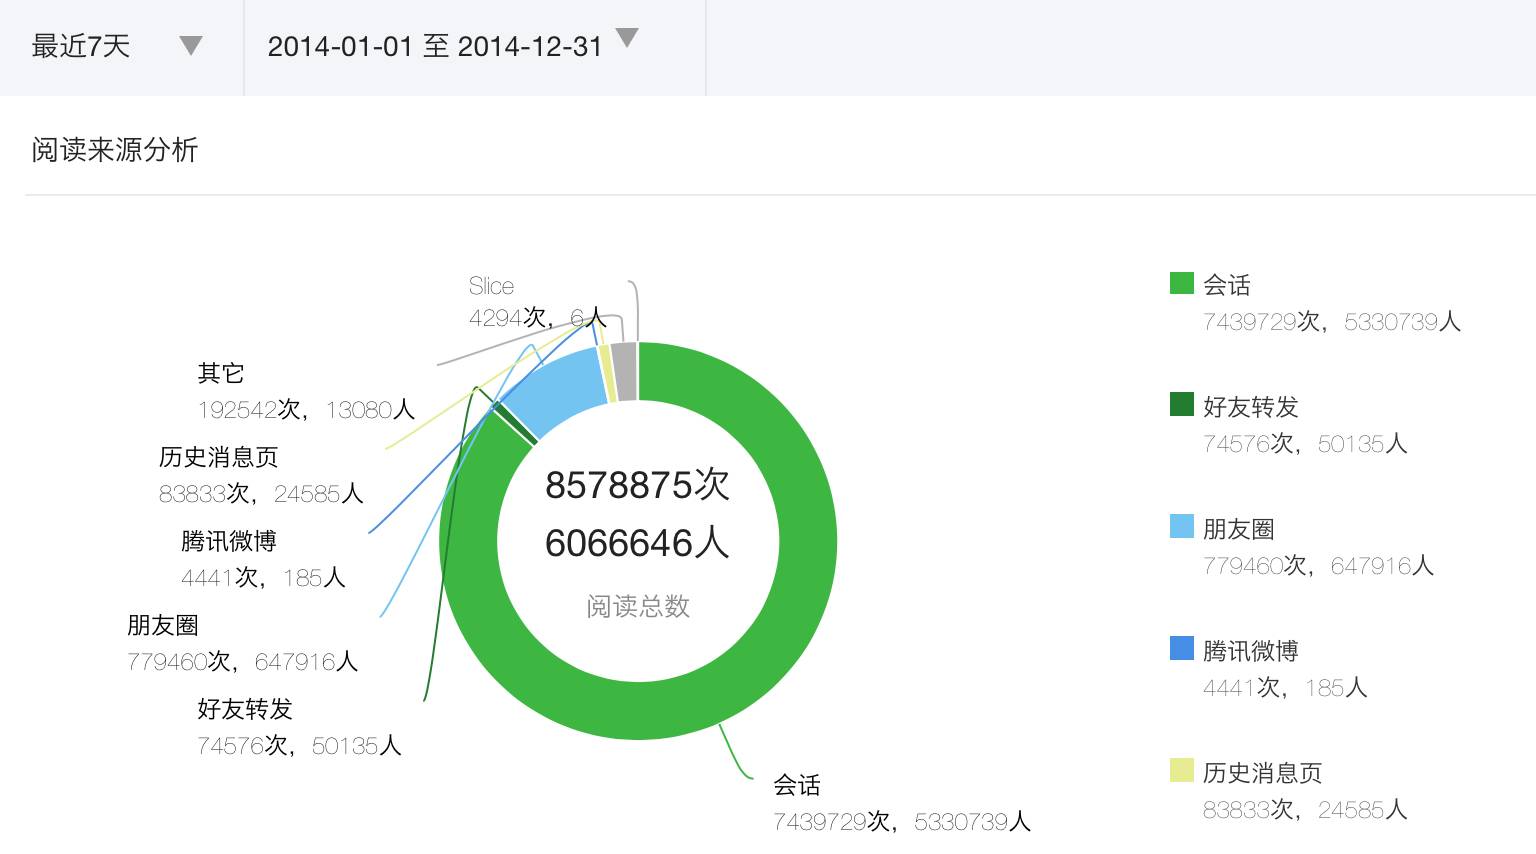 最近7天
2014-01-01 至 2014-12-31
阅读来源分析
Slice
4294次，6人
其它
192542次，13080人
历史消息页
83833次，24585人
腾讯微博
4441次，185人
朋友圈
779460次，647916人
好友转发
74576次，50135人
8578875次
6066646人
阅读总数
会话
7439729次，5330739人
会话
7439729次，5330739人
好友转发
74576次，50135人
朋友圈
779460次，647916人
腾讯微博
4441次，185人
历史消息页
83833次，24585人